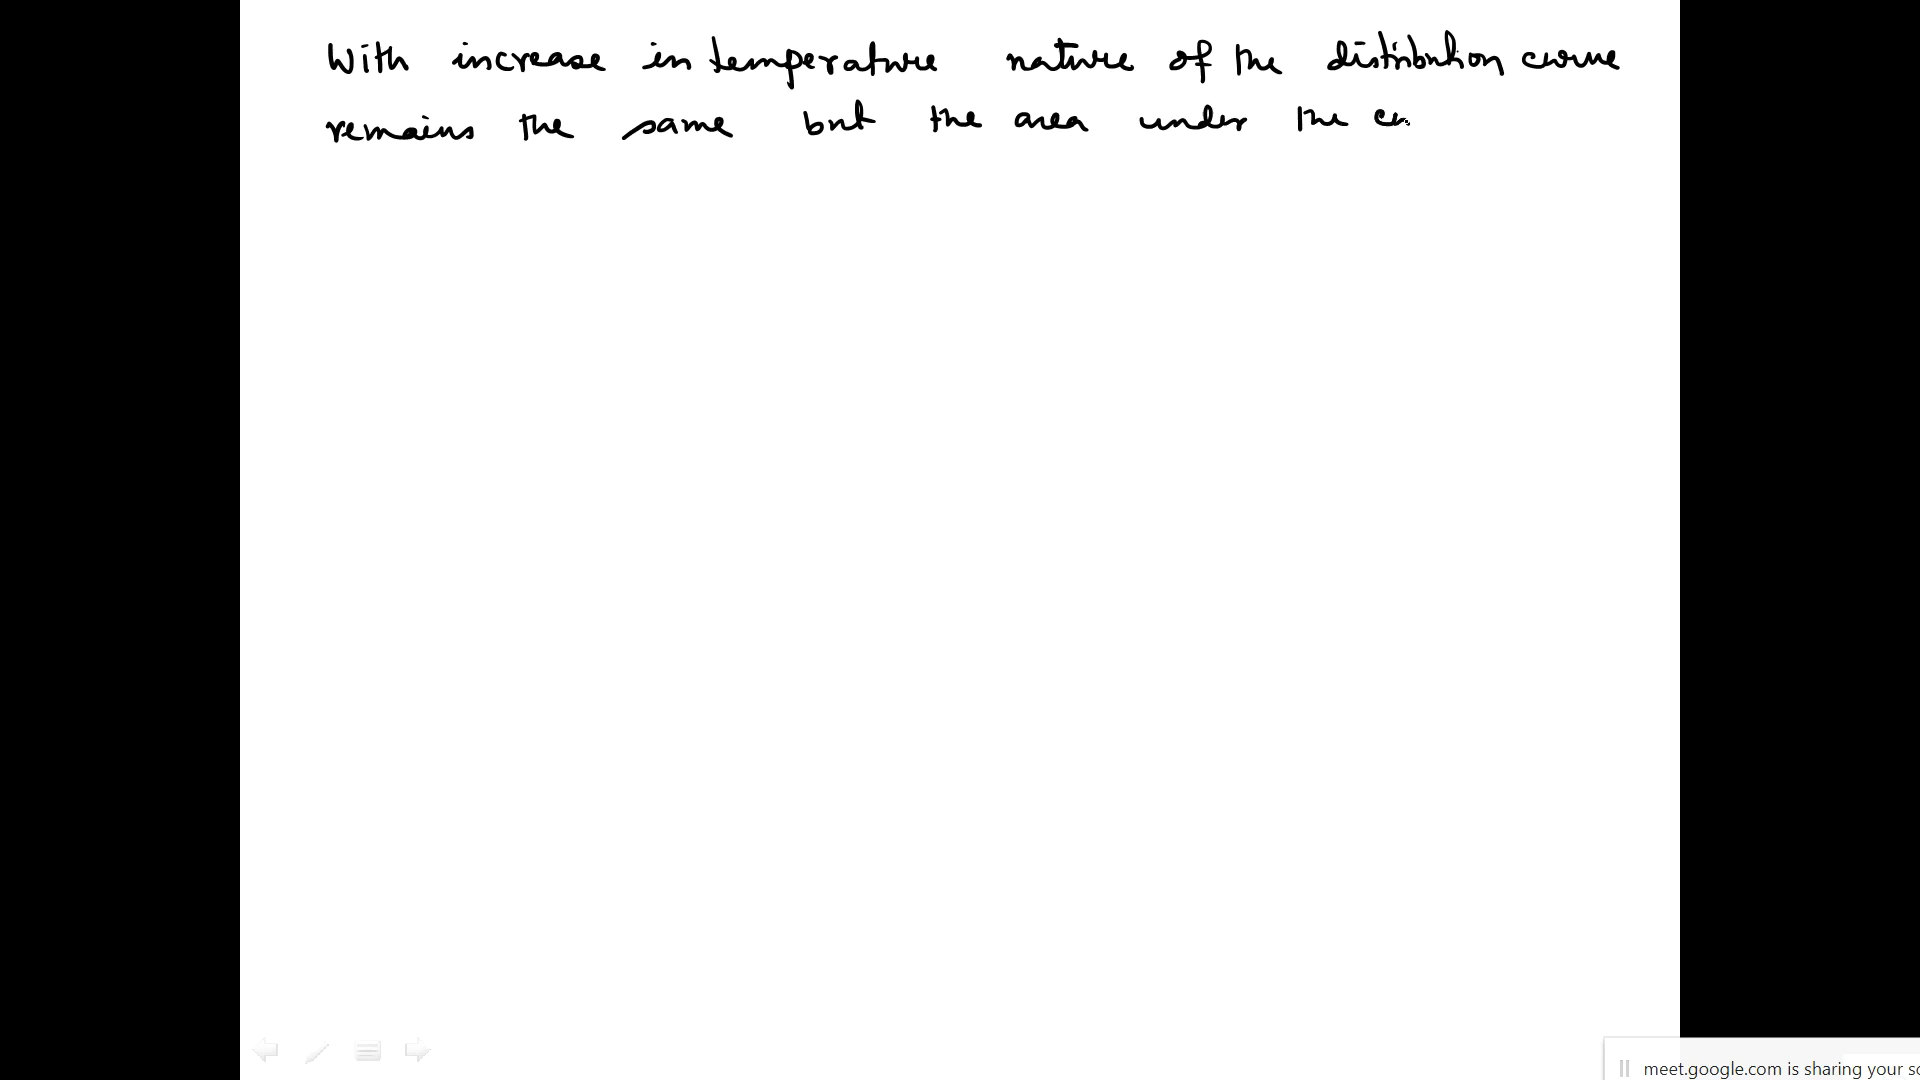 With increase in temperature nature of the distribution curve
remains the same but the area under the cu
meet.google.com is sharing your sc